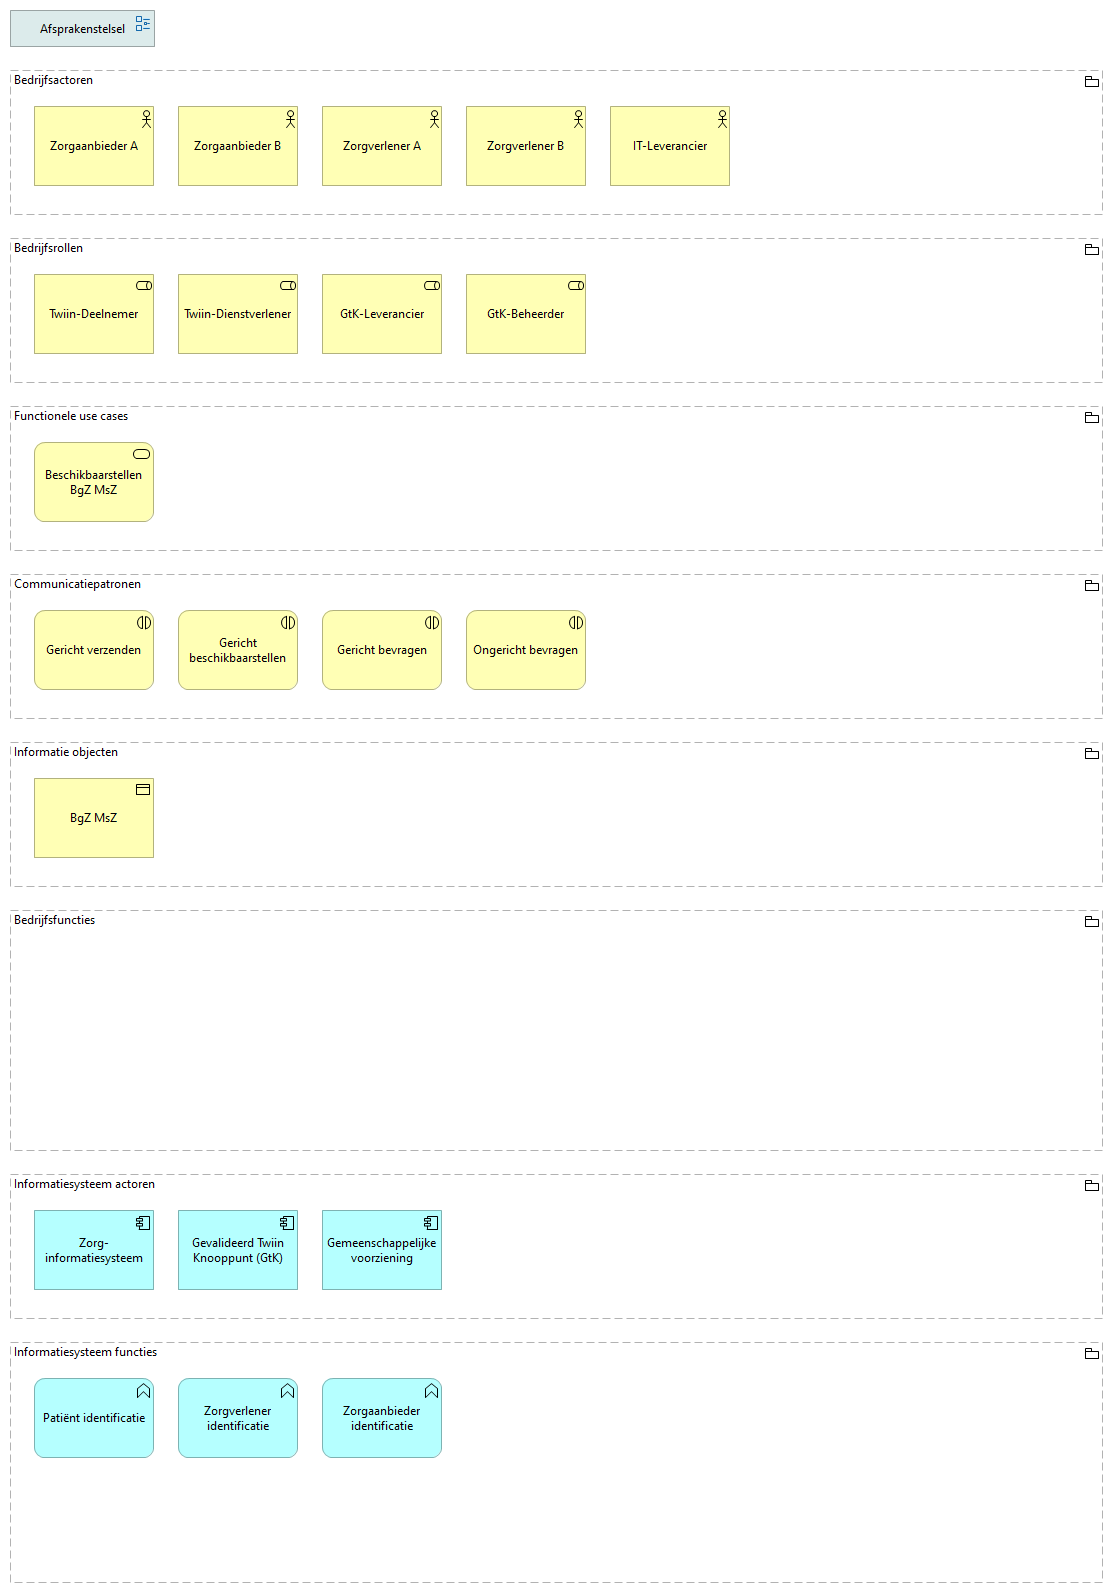 Afsprakenstelsel
Bedrijfsactoren
Zorgaanbieder A
Zorgaanbieder B
Zorgverlener A
Zorgverlener B
IT-Leverancier
Bedrijfsrollen
Twiin-Deelnemer
Twiin-Dienstverlener
GtK-Leverancier
GtK-Beheerder
Functionele use cases
Beschikbaarstellen
BgZ MsZ
Communicatiepatronen
Gericht verzenden
Gericht
beschikbaarstellen
Gericht bevragen
Ongericht bevragen
Informatie objecten
BgZ MsZ
Bedrijfsfuncties
Informatiesysteem actoren
Zorg-
informatiesysteem
Gevalideerd Twiin
Knooppunt (GtK)
Gemeenschappelijke
voorziening
Informatiesysteem functies
Patiënt identificatie
Zorgverlener
identificatie
Zorgaanbieder
identificatie